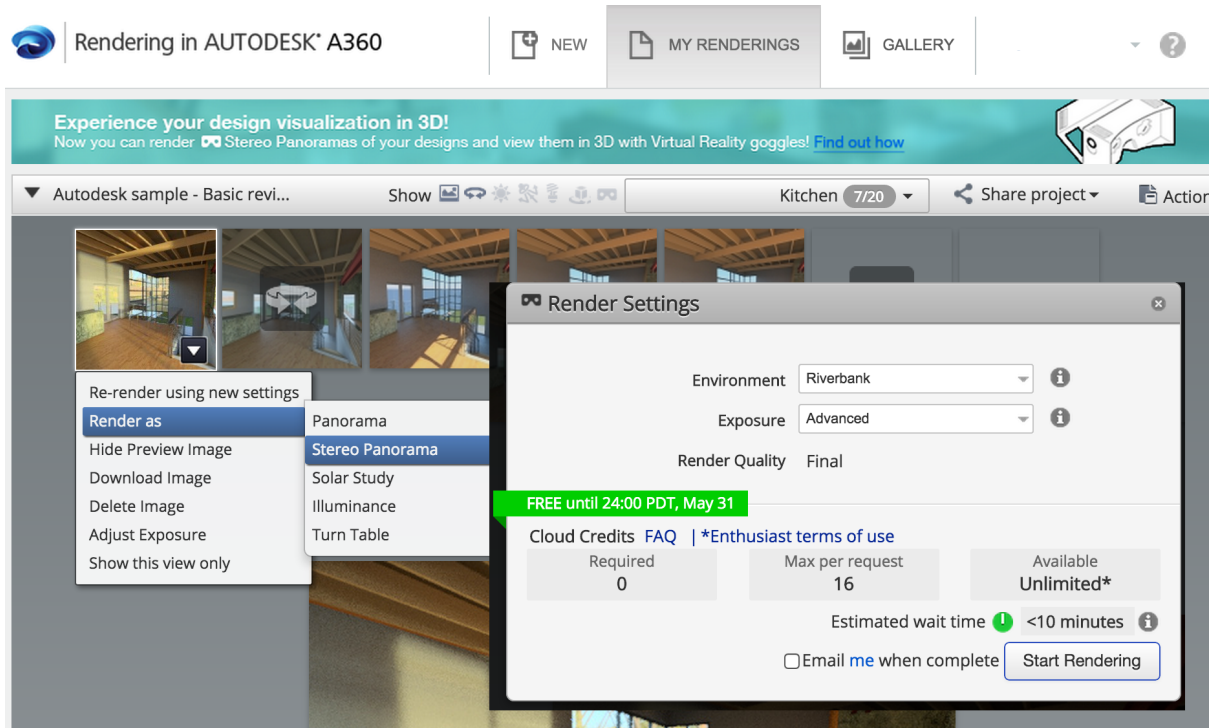 Rendering in AUTODESK® A360
NEW
MY RENDERINGS
GALLERY
Experience your design visualization in 3D!
Now you can render Stereo Panoramas of your designs and view them in 3D with Virtual Reality goggles! Find out how
Autodesk sample - Basic revi...
Show
Kitchen 7/20
Share project
Action
Re-render using new settings
Render as
Hide Preview Image
Download Image
Delete Image
Adjust Exposure
Show this view only
Panorama
Stereo Panorama
Solar Study
Illuminance
Turn Table
Render Settings
Environment Riverbank
Exposure Advanced
Render Quality Final
FREE until 24:00 PDT, May 31
Cloud Credits FAQ | *Enthusiast terms of use
Required Max per request Available
0 16 Unlimited*
Estimated wait time <10 minutes
Email me when complete Start Rendering